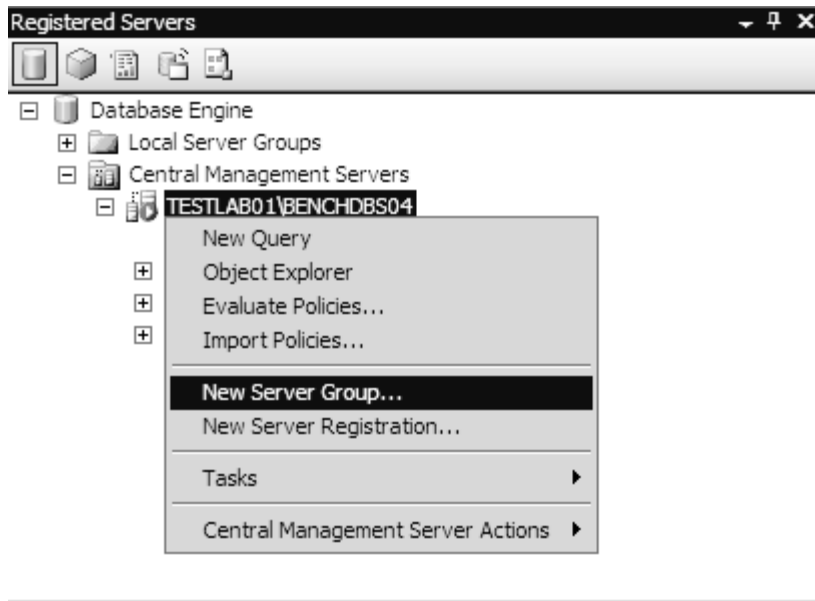 Registered Servers
Database Engine
Local Server Groups
Central Management Servers
TESTLAB01\BENCHDBS04
New Query
Object Explorer
Evaluate Policies...
Import Policies...
New Server Group...
New Server Registration...
Tasks
Central Management Server Actions